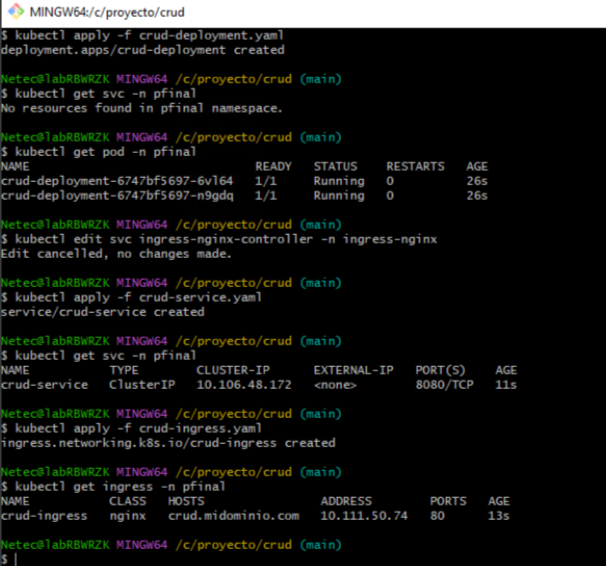 MINGW64:/c/proyecto/crud
$ kubectl apply -f crud-deployment.yaml
deployment.apps/crud-deployment created
Netec@labRBWRZK MINGW64 /c/proyecto/crud (main)
$ kubectl get svc -n pfinal
No resources found in pfinal namespace.
Netec@labRBWRZK MINGW64 /c/proyecto/crud (main)
$ kubectl get pod -n pfinal
NAME READY STATUS RESTARTS AGE
crud-deployment-6747bf5697-6vl64 1/1 Running 0 26s
crud-deployment-6747bf5697-n9gdq 1/1 Running 0 26s
Netec@labRBWRZK MINGW64 /c/proyecto/crud (main)
$ kubectl edit svc ingress-nginx-controller -n ingress-nginx
Edit cancelled, no changes made.
Netec@labRBWRZK MINGW64 /c/proyecto/crud (main)
$ kubectl apply -f crud-service.yaml
service/crud-service created
Netec@labRBWRZK MINGW64 /c/proyecto/crud (main)
$ kubectl get svc -n pfinal
NAME TYPE CLUSTER-IP EXTERNAL-IP PORT(S) AGE
crud-service ClusterIP 10.106.48.172 <none> 8080/TCP 11s
Netec@labRBWRZK MINGW64 /c/proyecto/crud (main)
$ kubectl apply -f crud-ingress.yaml
ingress.networking.k8s.io/crud-ingress created
Netec@labRBWRZK MINGW64 /c/proyecto/crud (main)
$ kubectl get ingress -n pfinal
NAME CLASS HOSTS ADDRESS PORTS AGE
crud-ingress nginx crud.midominio.com 10.111.50.74 80 13s
Netec@labRBWRZK MINGW64 /c/proyecto/crud (main)
$